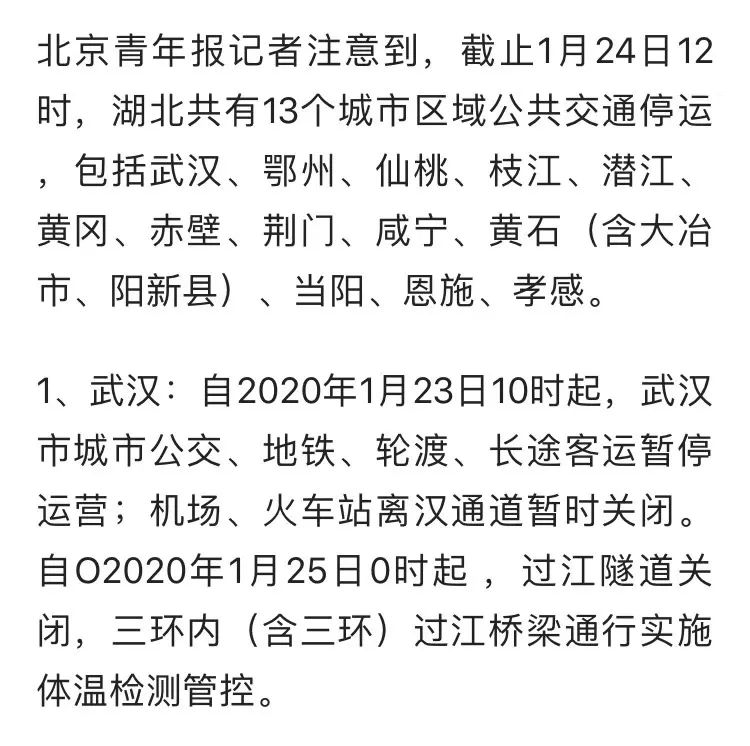 北京青年报记者注意到，截止1月24日12
时，湖北共有13个城市区域公共交通停运
，包括武汉、鄂州、仙桃、枝江、潜江、
黄冈、赤壁、荆门、咸宁、黄石（含大冶
市、阳新县）、当阳、恩施、孝感。
1、武汉：自2020年1月23日10时起，武汉
市城市公交、地铁、轮渡、长途客运暂停
运营；机场、火车站离汉通道暂时关闭。
自O2020年1月25日0时起 ，过江隧道关
闭，三环内（含三环）过江桥梁通行实施
体温检测管控。